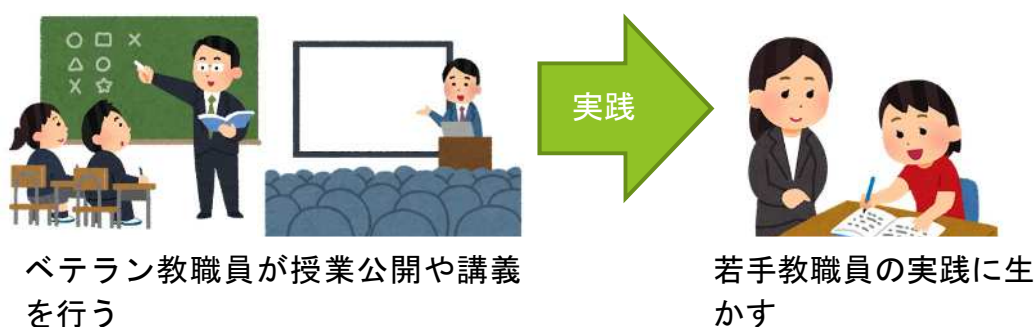 実践
ベテラン教職員が授業公開や講義
を行う
若手教職員の実践に生
かす